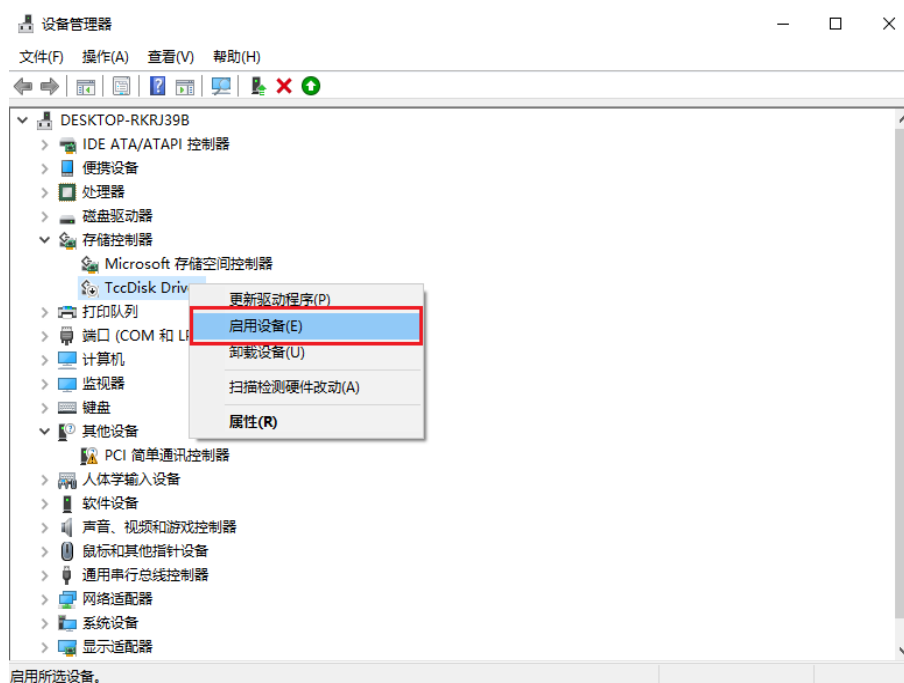 设备管理器
文件(F) 操作(A) 查看(V) 帮助(H)
DESKTOP-RKRJ39B
IDE ATA/ATAPI 控制器
便携设备
处理器
磁盘驱动器
存储控制器
Microsoft 存储空间控制器
TccDisk Driv
更新驱动程序(P)
打印队列
启用设备(E)
端口 (COM 和 LP
卸载设备(U)
计算机
监视器
扫描检测硬件改动(A)
键盘
属性(R)
其他设备
PCI 简单通讯控制器
人体学输入设备
软件设备
声音、视频和游戏控制器
鼠标和其他指针设备
通用串行总线控制器
网络适配器
系统设备
显示适配器
启用所选设备。